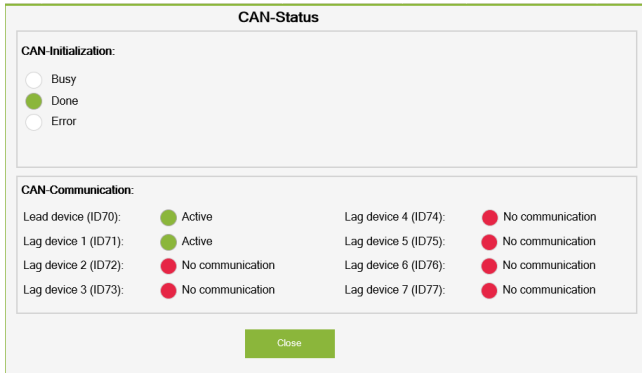 CAN-Status
CAN-Initialization:
Busy
Done
Error
CAN-Communication:
Lead device (ID70): Active
Lag device 1 (ID71): Active
Lag device 2 (ID72): No communication
Lag device 3 (ID73): No communication
Lag device 4 (ID74): No communication
Lag device 5 (ID75): No communication
Lag device 6 (ID76): No communication
Lag device 7 (ID77): No communication
Close